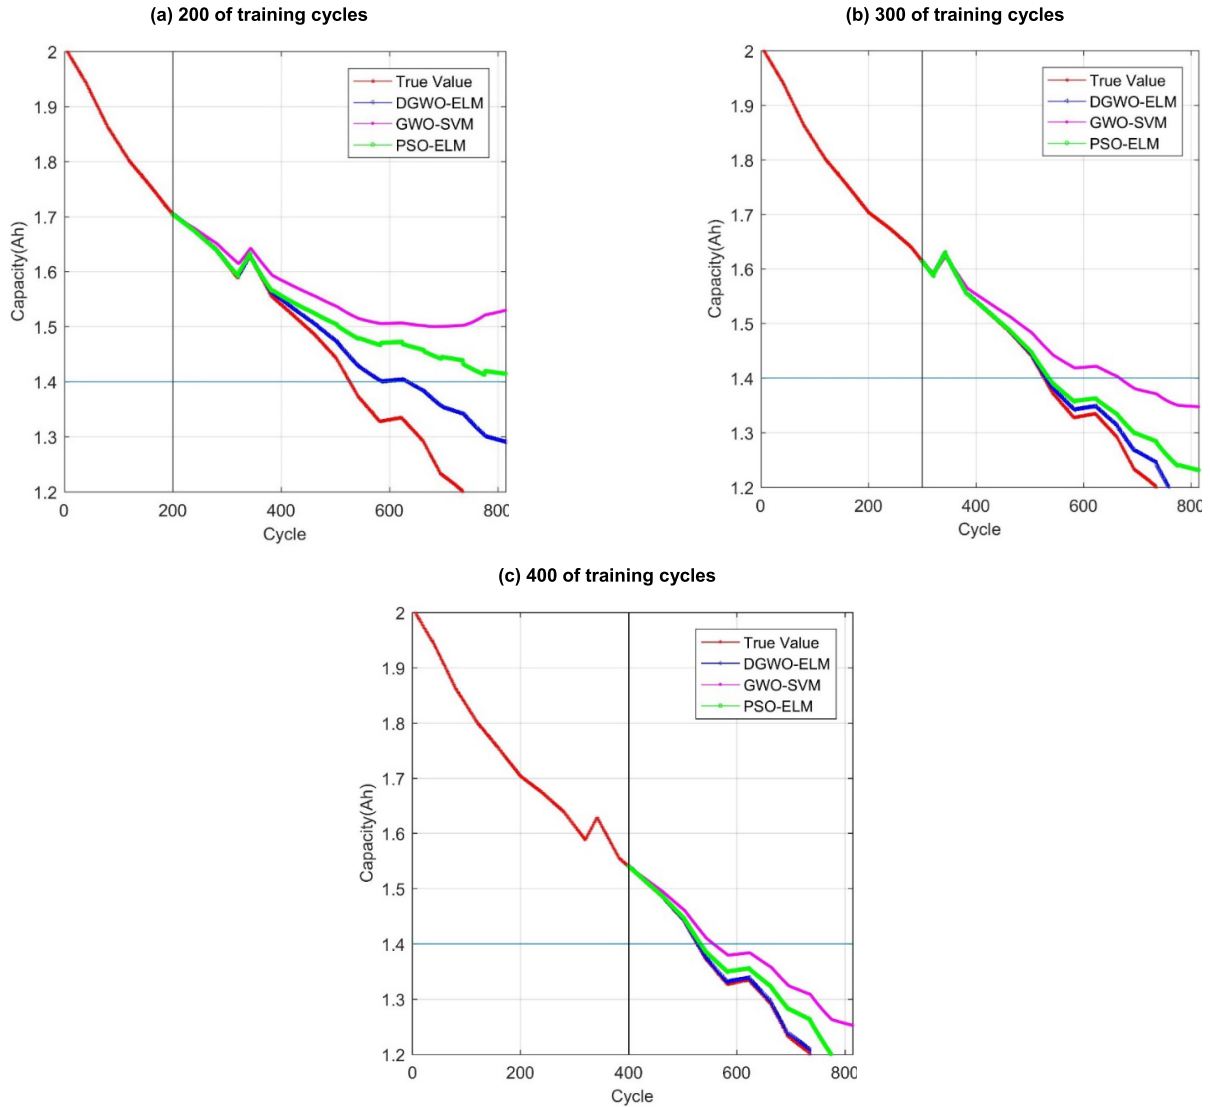 (a) 200 of training cycles
2
1.9
1.8
1.7
1.6
1.5
1.4
1.3
1.2
Capacity(Ah)
True Value
DGWO-ELM
GWO-SVM
PSO-ELM
0 200 400 600 800
Cycle
(b) 300 of training cycles
2
1.9
1.8
1.7
1.6
1.5
1.4
1.3
1.2
Capacity(Ah)
True Value
DGWO-ELM
GWO-SVM
PSO-ELM
0 200 400 600 800
Cycle
(c) 400 of training cycles
2
1.9
1.8
1.7
1.6
1.5
1.4
1.3
1.2
Capacity(Ah)
True Value
DGWO-ELM
GWO-SVM
PSO-ELM
0 200 400 600 800
Cycle